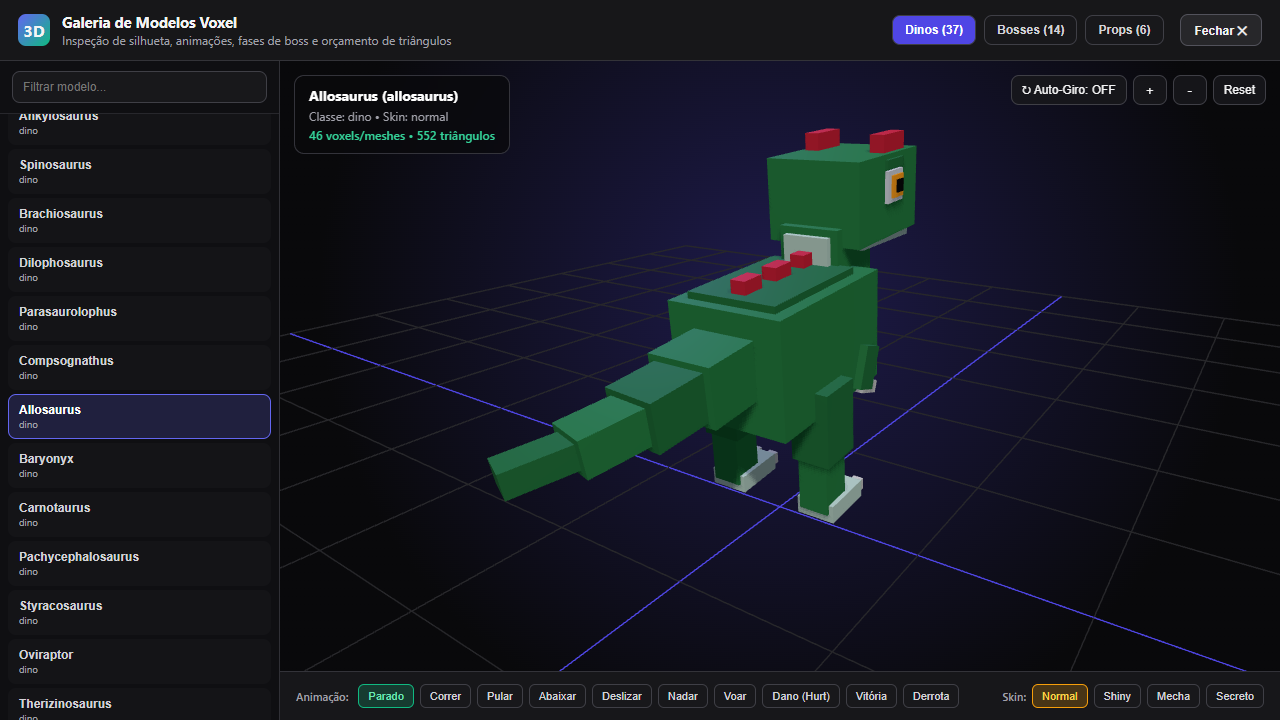 3D
Galeria de Modelos Voxel
Inspeção de silhueta, animações, fases de boss e orçamento de triângulos
Dinos (37)
Bosses (14)
Props (6)
Fechar ✕
Filtrar modelo...
Ankylosaurus
dino
Spinosaurus
dino
Brachiosaurus
dino
Dilophosaurus
dino
Parasaurolophus
dino
Compsognathus
dino
Allosaurus
dino
Baryonyx
dino
Carnotaurus
dino
Pachycephalosaurus
dino
Styracosaurus
dino
Oviraptor
dino
Therizinosaurus
dino
Allosaurus (allosaurus)
Classe: dino • Skin: normal
46 voxels/meshes • 552 triângulos
↻ Auto-Giro: OFF
+
-
Reset
Animação:
Parado
Correr
Pular
Abaixar
Deslizar
Nadar
Voar
Dano (Hurt)
Vitória
Derrota
Skin:
Normal
Shiny
Mecha
Secreto